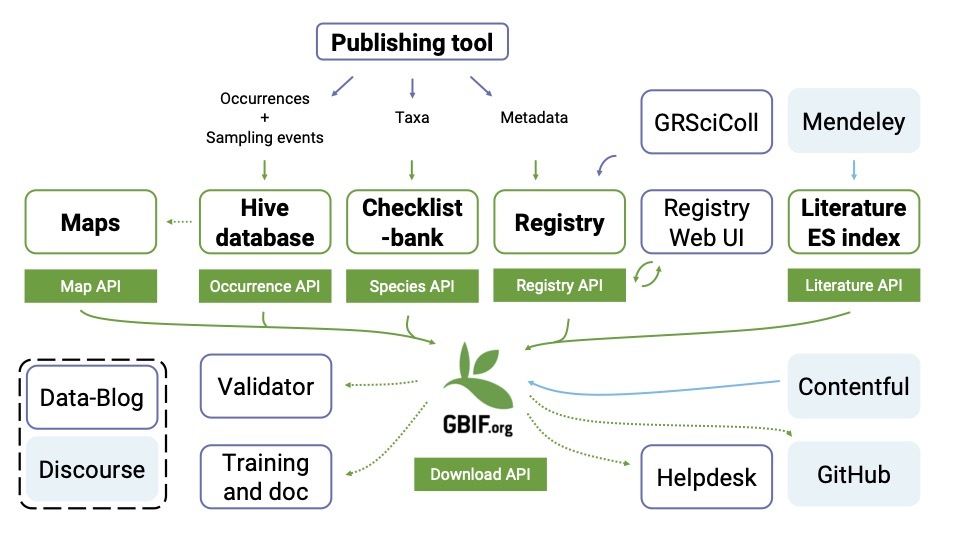 Publishing tool
Occurrences
+
Sampling events
Taxa
Metadata
GRSciColl
Mendeley
Maps
Hive
database
Checklist
-bank
Registry
Registry
Web UI
Literature
ES index
Map API
Occurrence API
Species API
Registry API
Literature API
Data-Blog
Discourse
Validator
Training
and doc
GBIF.org
Download API
Contentful
Helpdesk
GitHub